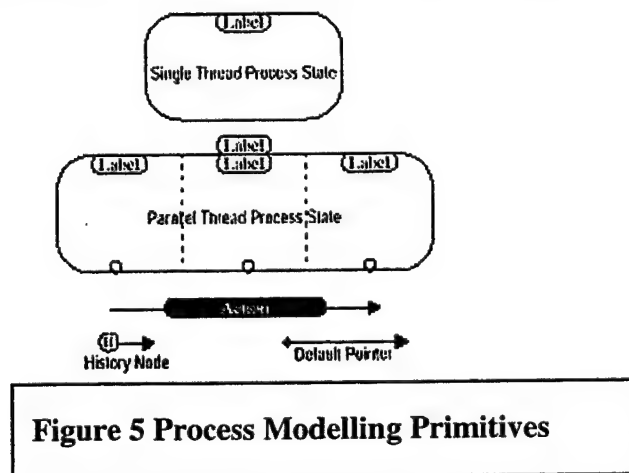 Label
Single Thread Process State
Label
Label Label Label
Parallel Thread Process State
Action
H
History Node
Default Pointer
Figure 5 Process Modelling Primitives